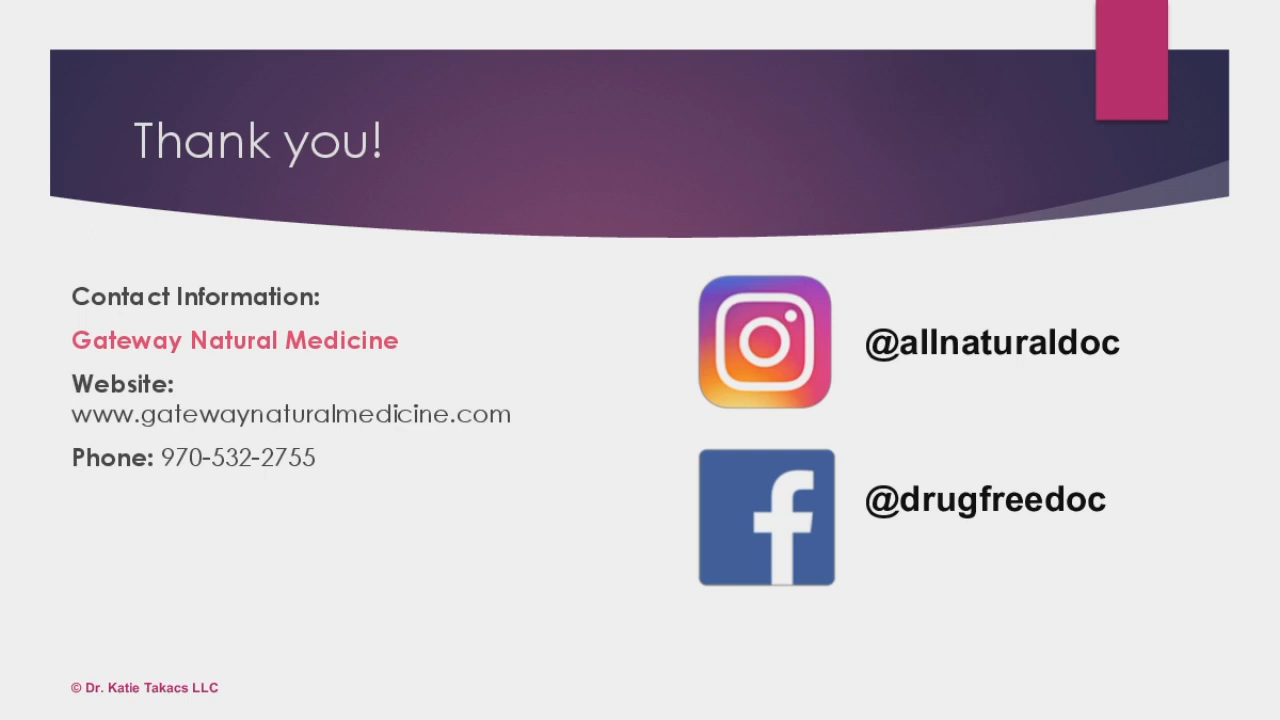 Thank you!
Contact Information:
Gateway Natural Medicine
Website:
www.gatewaynaturalmedicine.com
Phone: 970-532-2755
@allnaturaldoc
@drugfreedoc
© Dr. Katie Takacs LLC